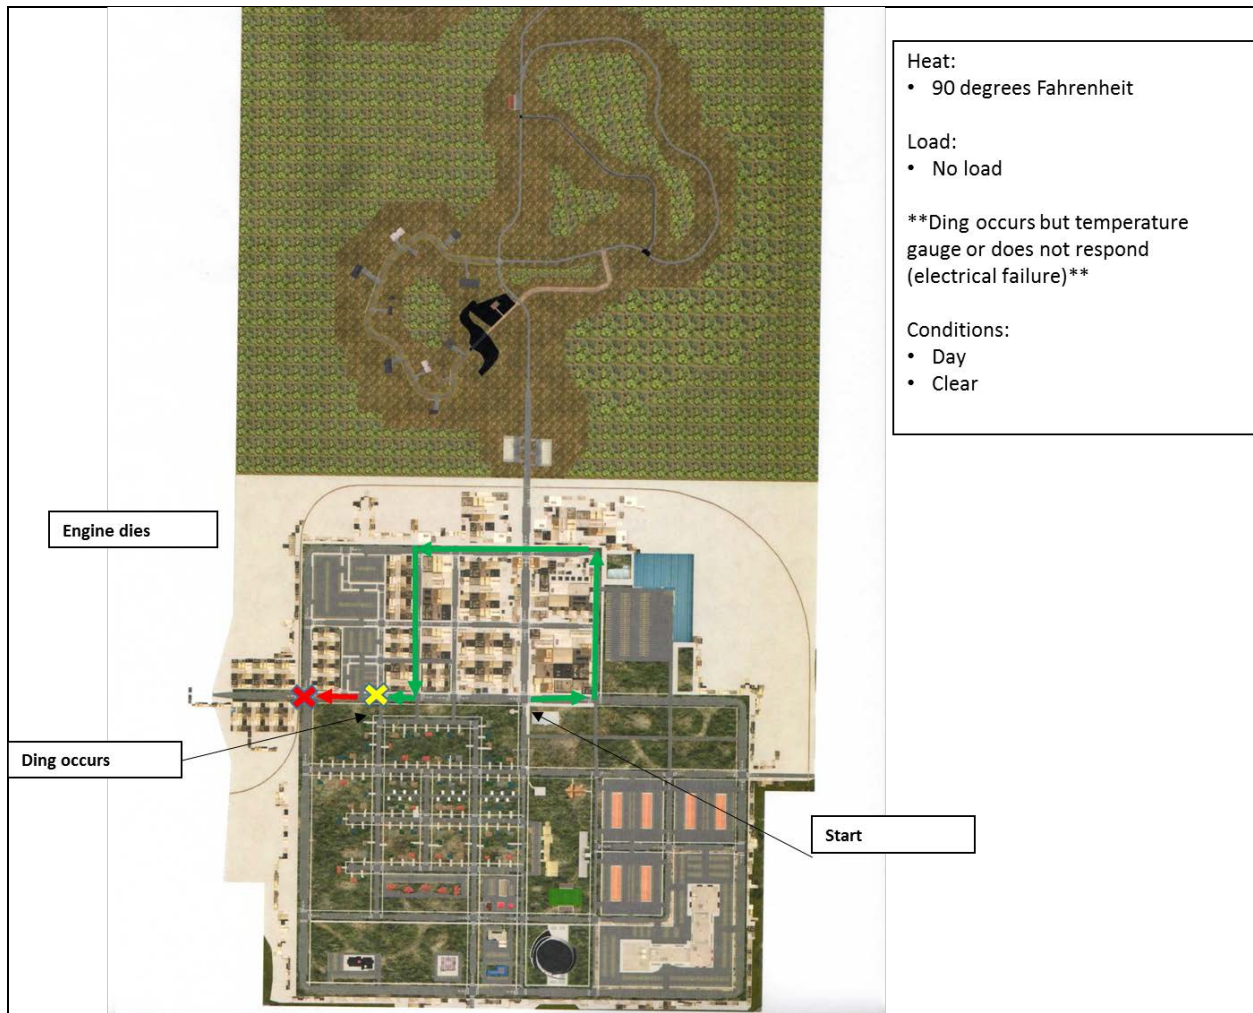 Heat:
• 90 degrees Fahrenheit
Load:
• No load
**Ding occurs but temperature
gauge or does not respond
(electrical failure)**
Conditions:
• Day
• Clear
Engine dies
Ding occurs
Start